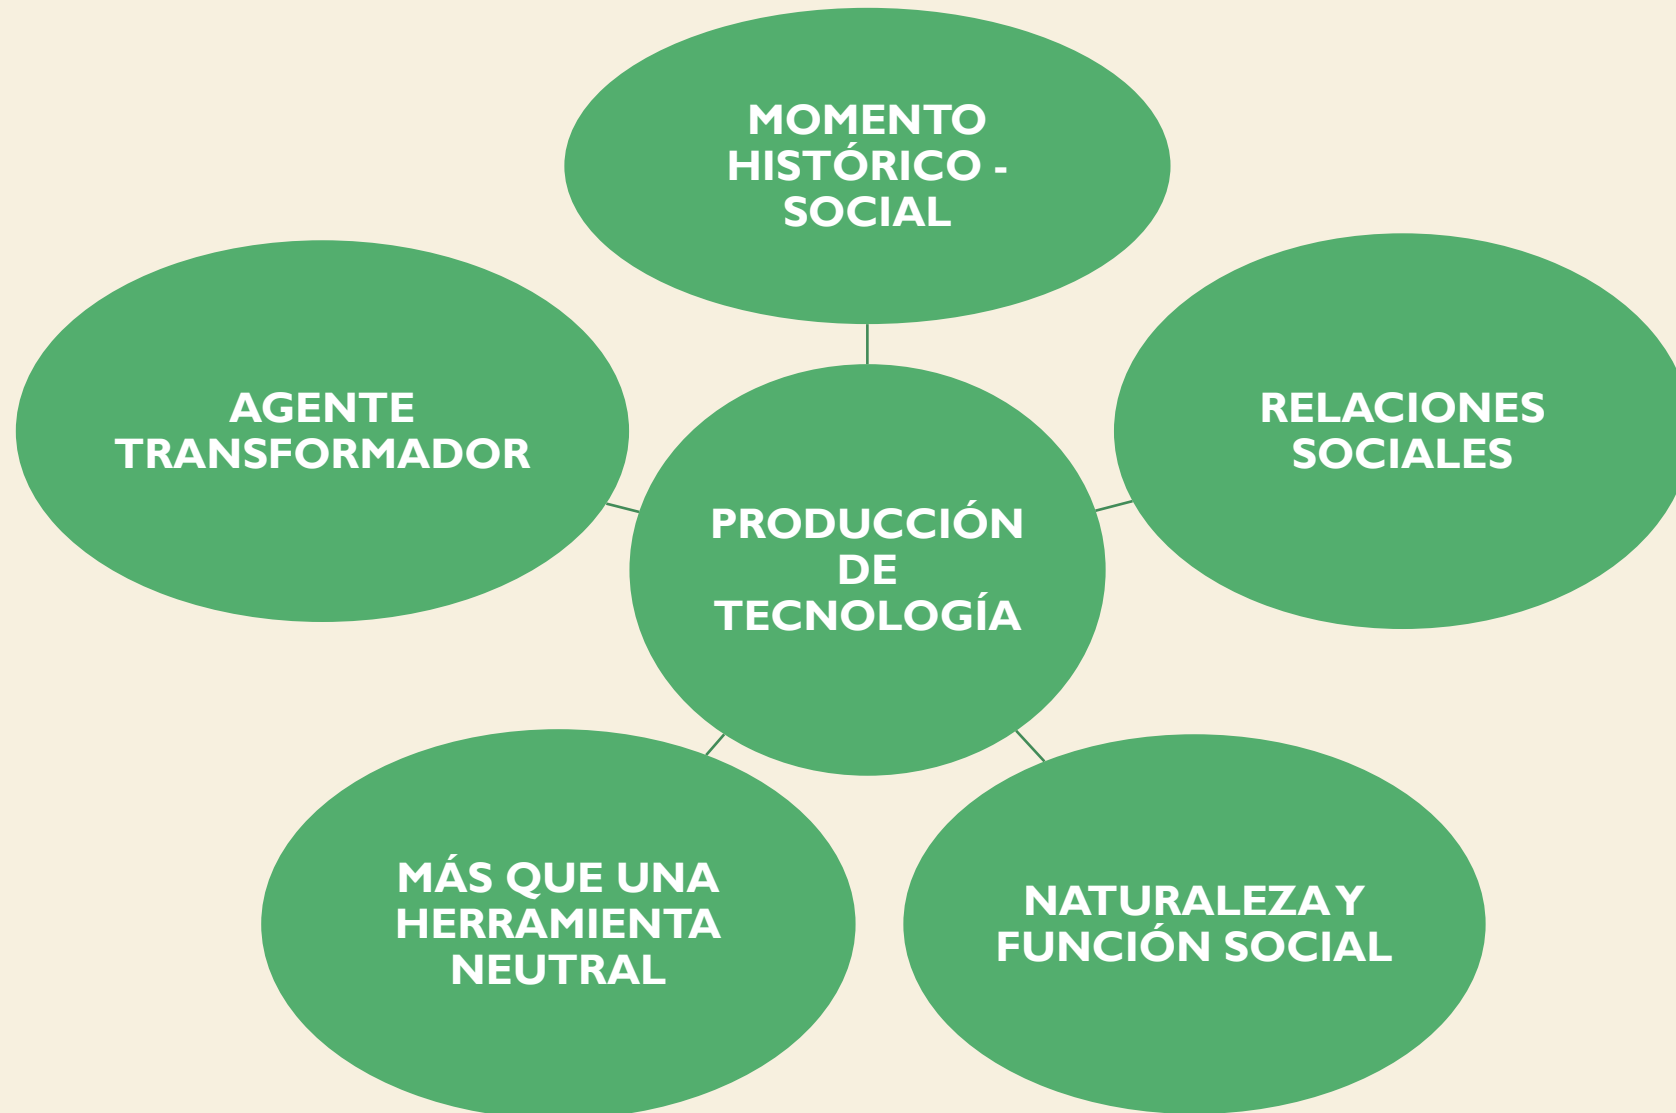 MOMENTO
HISTÓRICO -
SOCIAL
AGENTE
TRANSFORMADOR
RELACIONES
SOCIALES
PRODUCCIÓN
DE
TECNOLOGÍA
MÁS QUE UNA
HERRAMIENTA
NEUTRAL
NATURALEZA Y
FUNCIÓN SOCIAL